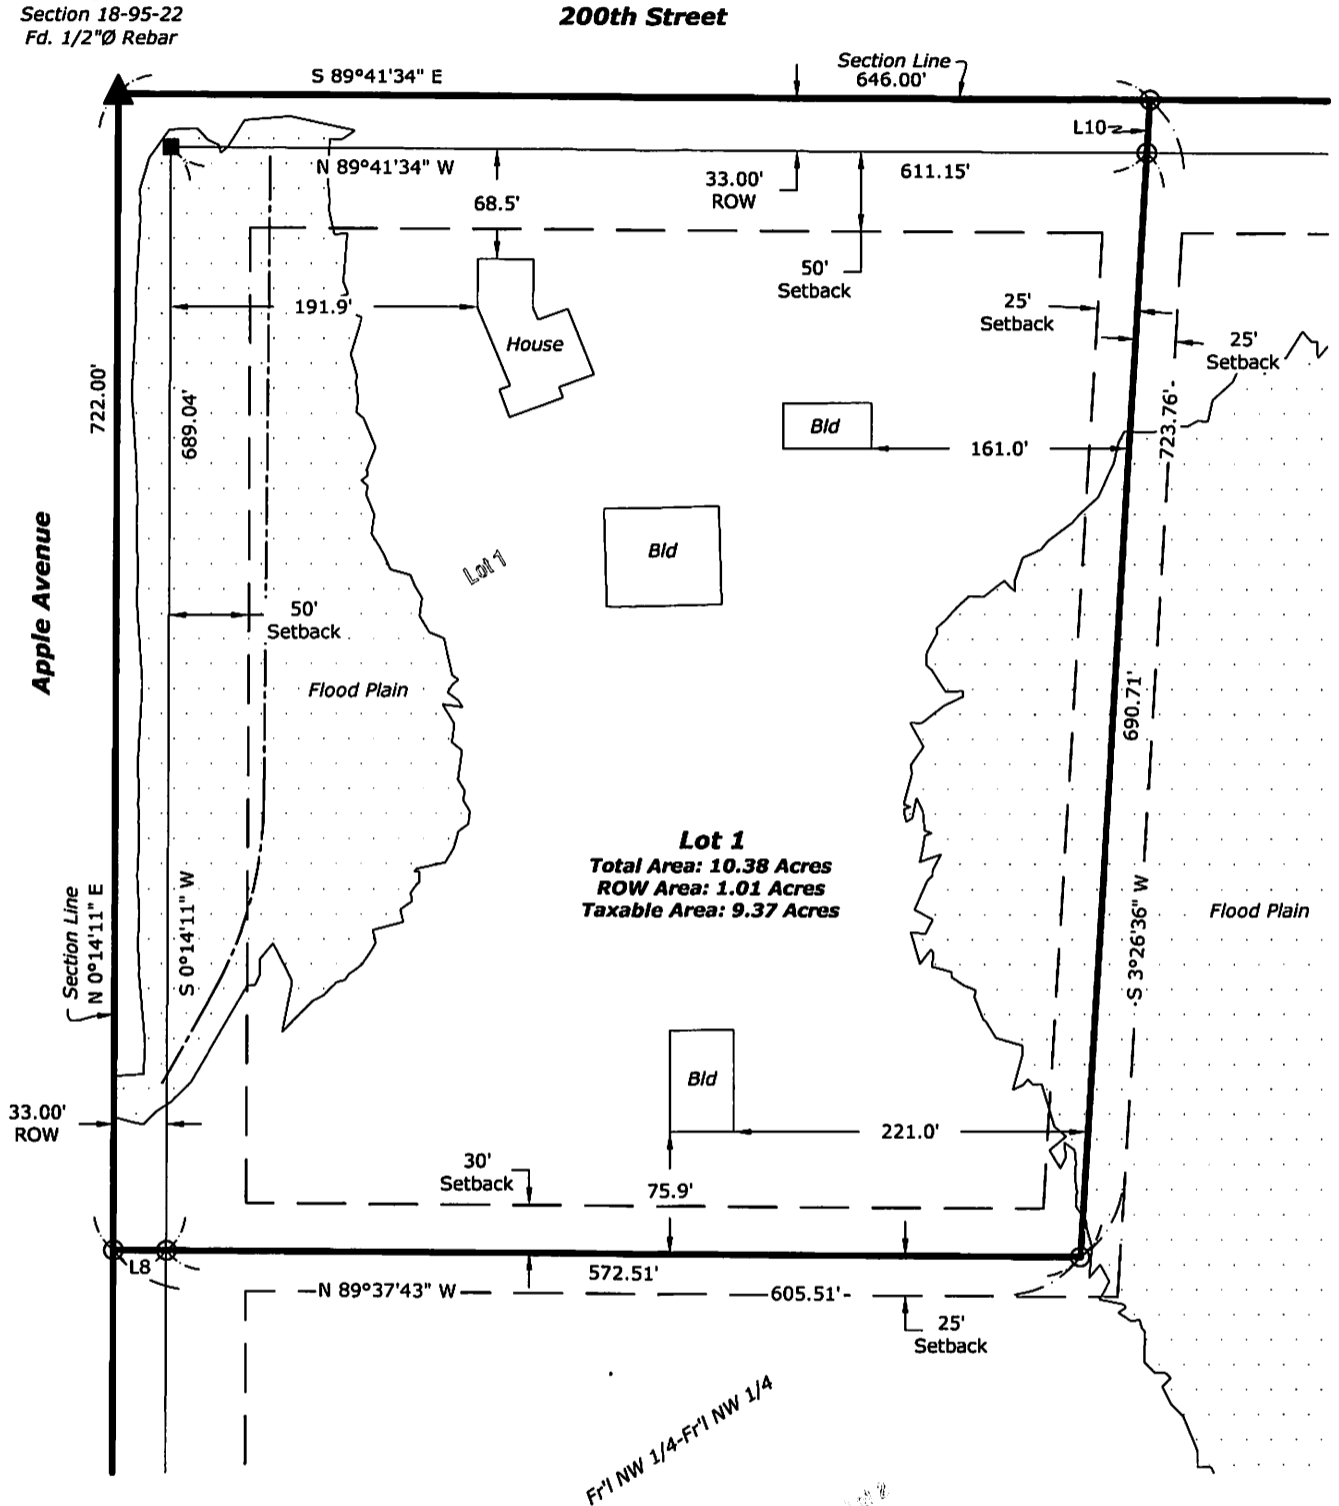 Section 18-95-22
Fd. 1/2"Ø Rebar
200th Street
S 89°41'34" E
Section Line
646.00'
L10
N 89°41'34" W
33.00'
ROW
611.15'
68.5'
50'
Setback
191.9'
25'
Setback
25'
Setback
House
722.00'
689.04'
Bld
161.0'
723.76'
Apple Avenue
Bld
Lot 1
50'
Setback
Flood Plain
690.71'
Lot 1
Total Area: 10.38 Acres
ROW Area: 1.01 Acres
Taxable Area: 9.37 Acres
Section Line
N 0°14'11" E
S 0°14'11" W
S 3°26'36" W
Flood Plain
Bld
33.00'
ROW
221.0'
30'
Setback
75.9'
L8
572.51'
N 89°37'43" W
605.51'
25'
Setback
Fr'l NW 1/4-Fr'l NW 1/4
Lot 2